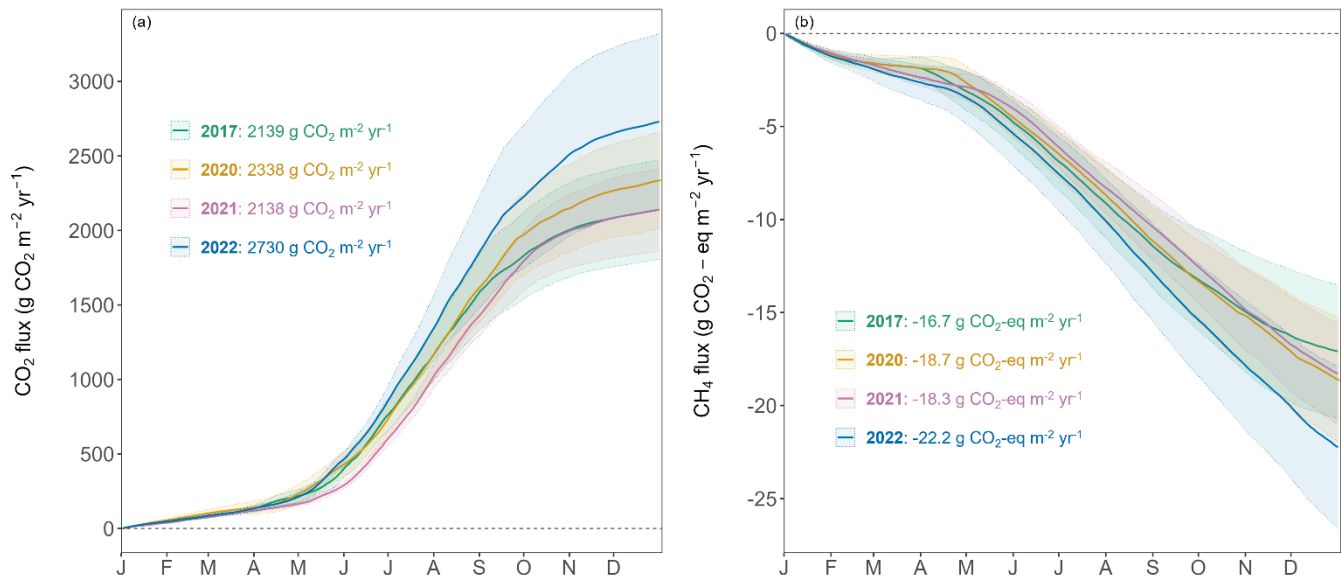 (a)
CO₂ flux (g CO₂ m⁻² yr⁻¹)
3000
2500
2000
1500
1000
500
0
2017: 2139 g CO₂ m⁻² yr⁻¹
2020: 2338 g CO₂ m⁻² yr⁻¹
2021: 2138 g CO₂ m⁻² yr⁻¹
2022: 2730 g CO₂ m⁻² yr⁻¹
J F M A M J J A S O N D
(b)
CH₄ flux (g CO₂ – eq m⁻² yr⁻¹)
0
-5
-10
-15
-20
-25
2017: -16.7 g CO₂-eq m⁻² yr⁻¹
2020: -18.7 g CO₂-eq m⁻² yr⁻¹
2021: -18.3 g CO₂-eq m⁻² yr⁻¹
2022: -22.2 g CO₂-eq m⁻² yr⁻¹
J F M A M J J A S O N D